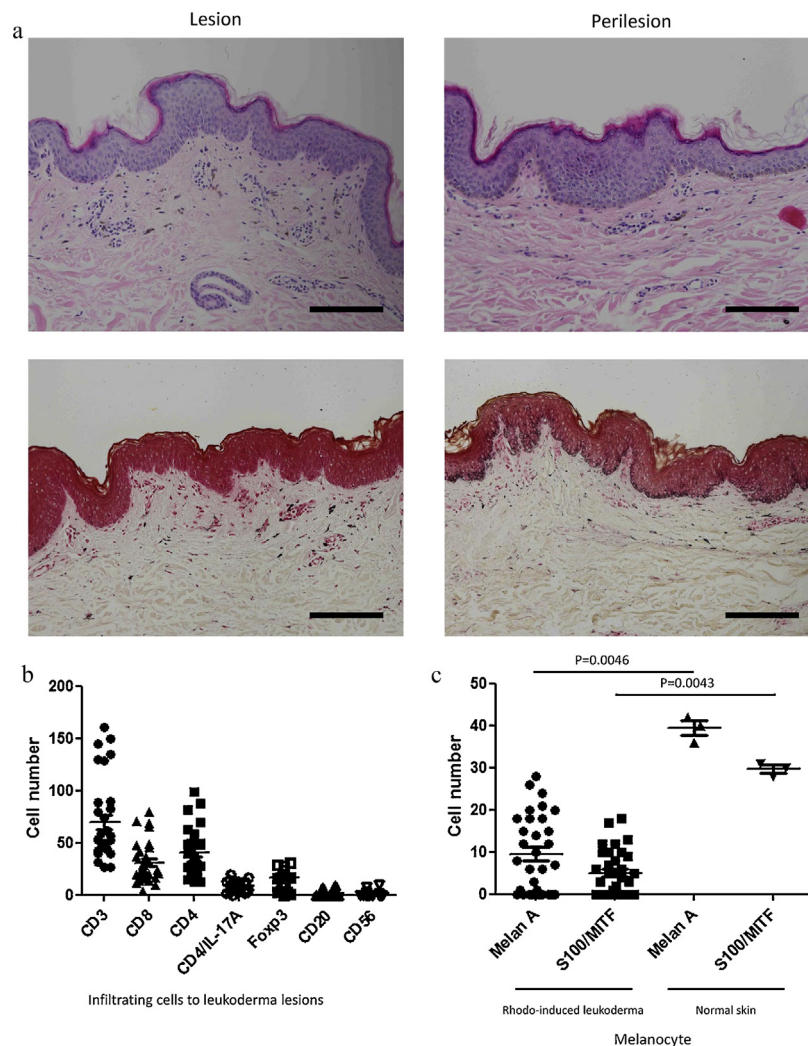 Lesion
Perilesion
a
b
200
150
100
50
0
Cell number
CD3
CD8
CD4
CD4/IL-17A
Foxp3
CD20
CD56
Infiltrating cells to leukoderma lesions
c
P=0.0046
P=0.0043
50
40
30
20
10
0
Cell number
Melan A
S100/MITF
Melan A
S100/MITF
Rhodo-induced leukoderma
Normal skin
Melanocyte